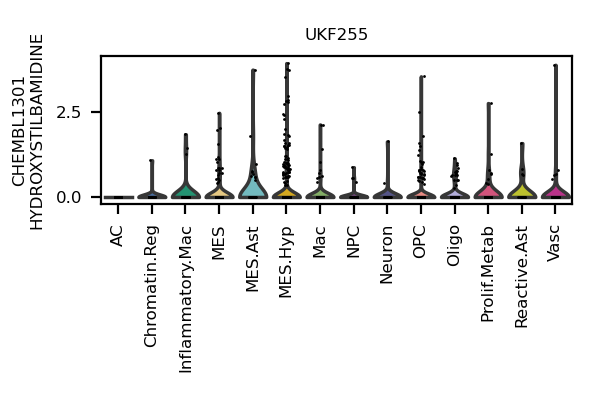 UKF255
CHEMBL1301
HYDROXYSTILBAMIDINE
2.5
0.0
AC
Chromatin.Reg
Inflammatory.Mac
MES
MES.Ast
MES.Hyp
Mac
NPC
Neuron
OPC
Oligo
Prolif.Metab
Reactive.Ast
Vasc